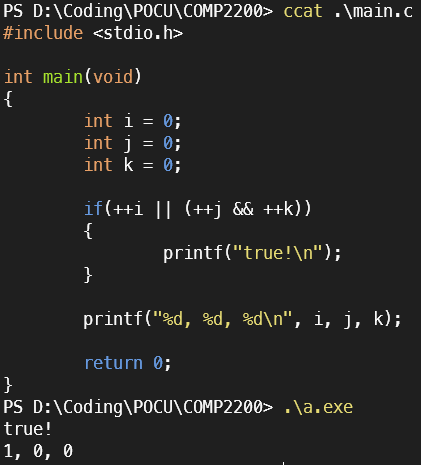 PS D:\Coding\POCU\COMP2200> ccat .\main.c
#include <stdio.h>

int main(void)
{
        int i = 0;
        int j = 0;
        int k = 0;

        if(++i || (++j && ++k))
        {
                printf("true!\n");
        }

        printf("%d, %d, %d\n", i, j, k);

        return 0;
}
PS D:\Coding\POCU\COMP2200> .\a.exe
true!
1, 0, 0